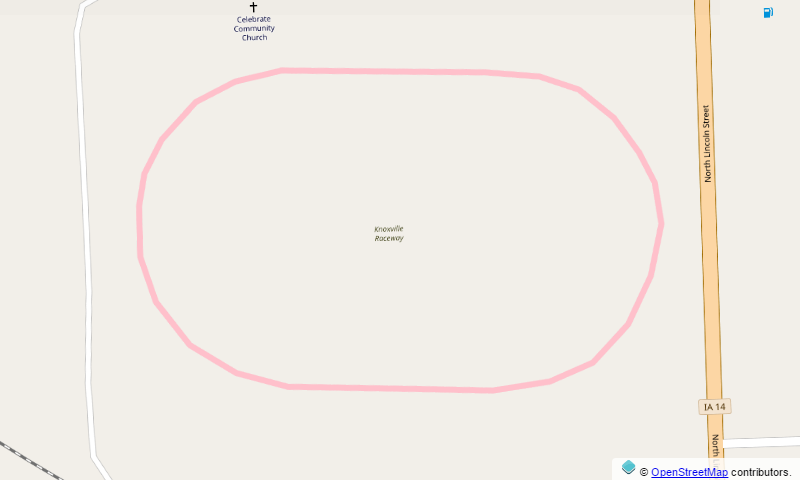 Celebrate
Community
Church
North Lincoln Street
Knoxville
Raceway
IA 14
North
© OpenStreetMap contributors.